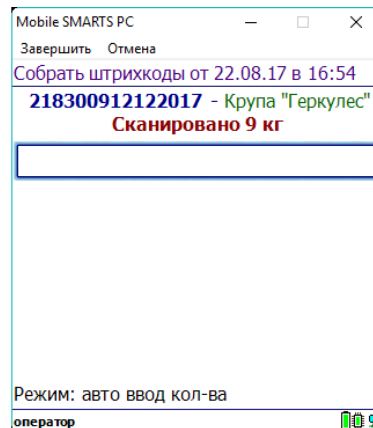 Mobile SMARTS PC
Завершить Отмена
Собрать штрихкоды от 22.08.17 в 16:54
218300912122017 - Крупа "Геркулес"
Сканировано 9 кг
Режим: авто ввод кол-ва
оператор